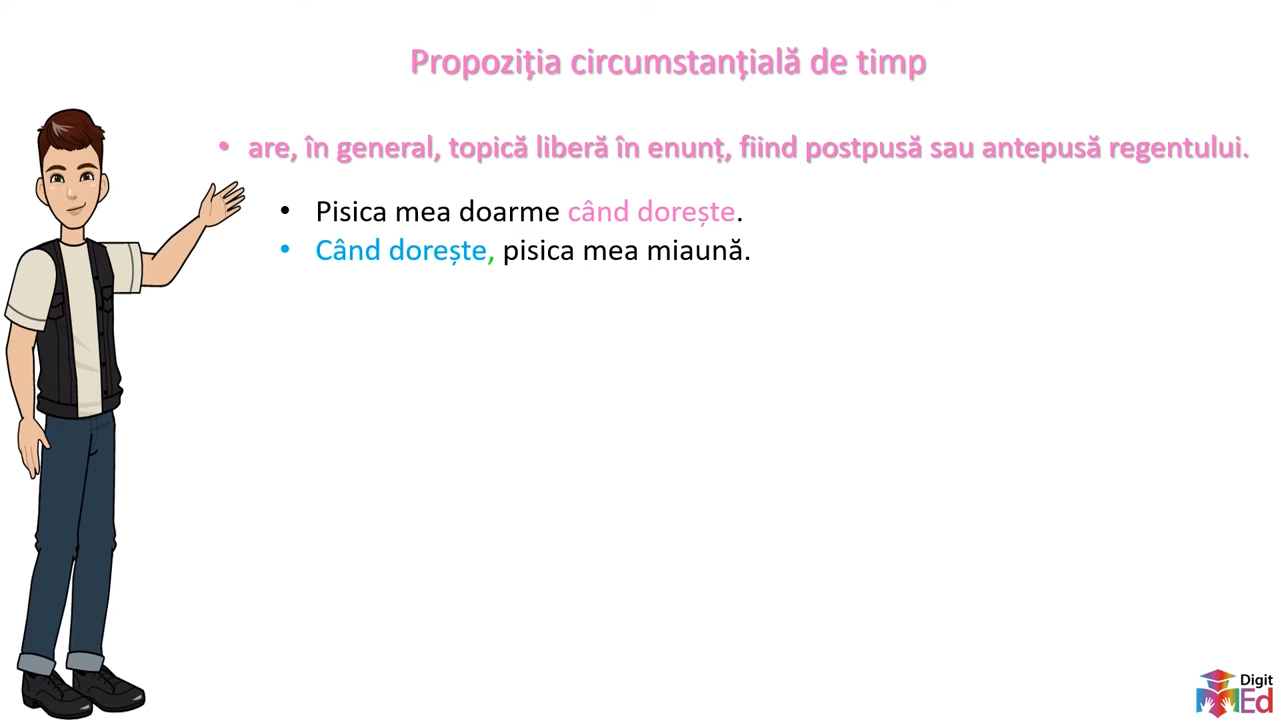 Propoziția circumstanțială de timp
• are, în general, topică liberă în enunț, fiind postpusă sau antepusă regentului.
• Pisica mea doarme când dorește.
• Când dorește, pisica mea miaună.
Digit
Ed